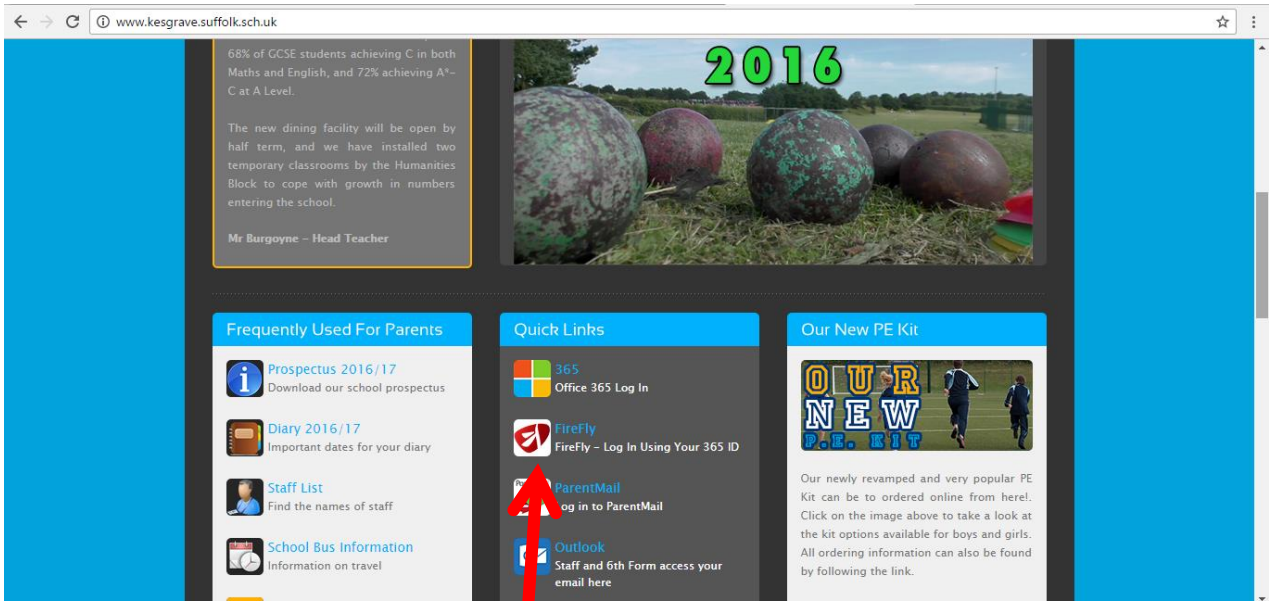 www.kesgrave.suffolk.sch.uk
68% of GCSE students achieving C in both
Maths and English, and 72% achieving A*–
C at A Level.
The new dining facility will be open by
half term, and we have installed two
temporary classrooms by the Humanities
Block to cope with growth in numbers
entering the school.
Mr Burgoyne – Head Teacher
2016
Frequently Used For Parents
Prospectus 2016/17
Download our school prospectus
Diary 2016/17
Important dates for your diary
Staff List
Find the names of staff
School Bus Information
Information on travel
Quick Links
365
Office 365 Log In
FireFly
FireFly – Log In Using Your 365 ID
ParentMail
Log in to ParentMail
Outlook
Staff and 6th Form access your
email here
Our New PE Kit
OUR
NEW
P.E. KIT
Our newly revamped and very popular PE
Kit can be to ordered online from here!.
Click on the image above to take a look at
the kit options available for boys and girls.
All ordering information can also be found
by following the link.